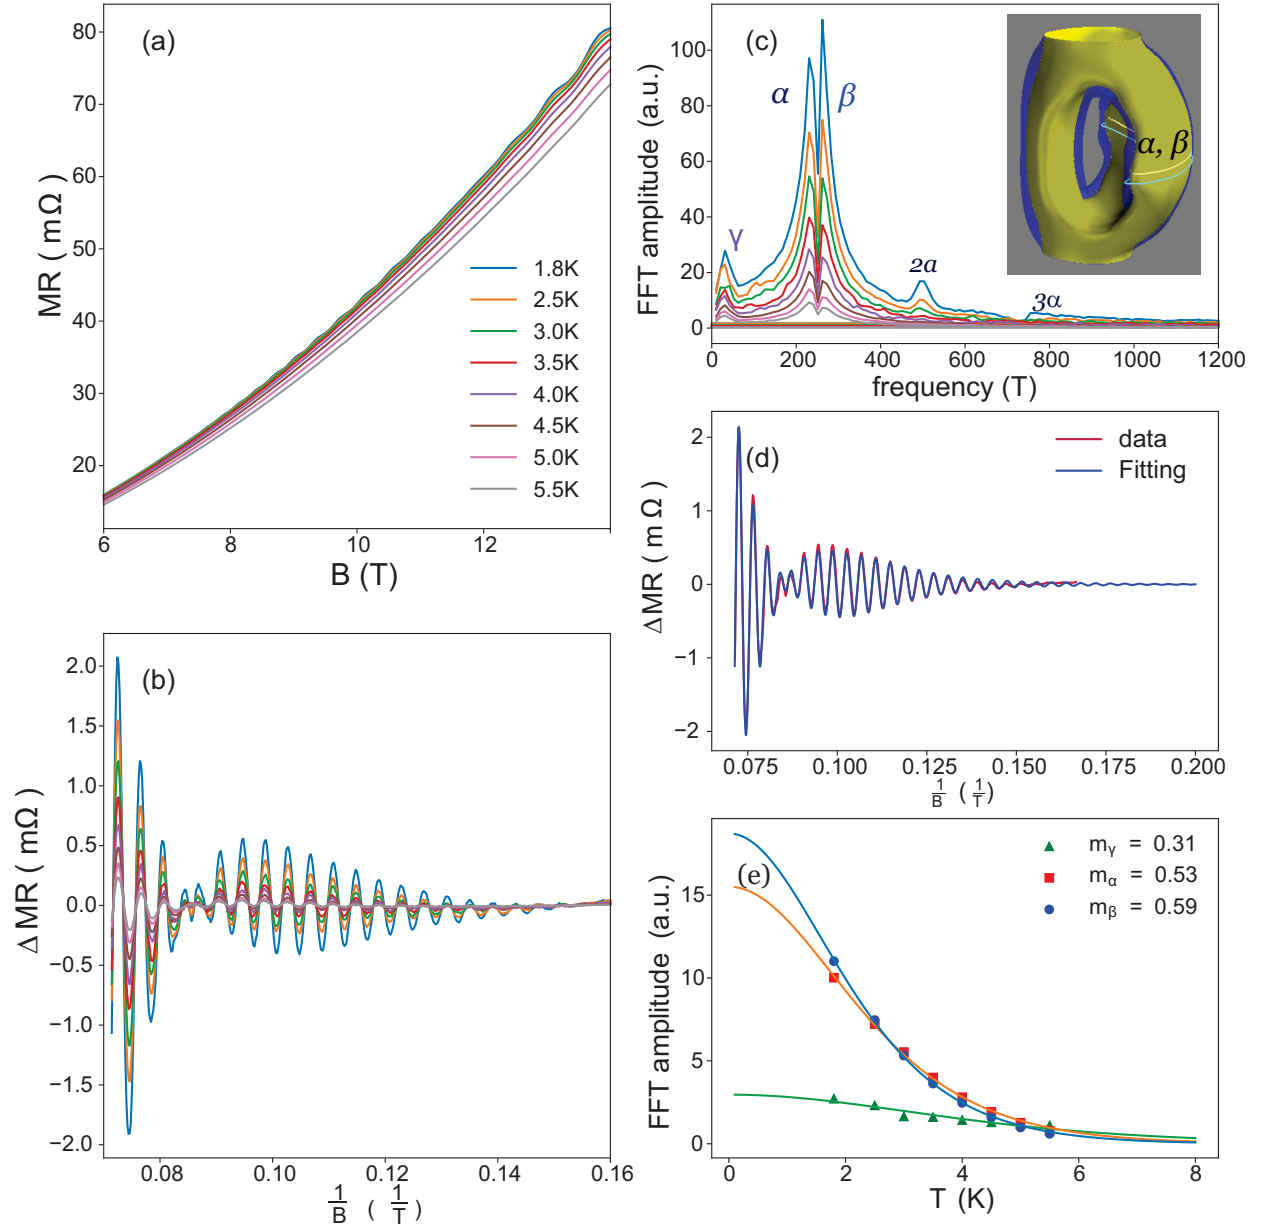 (a)
80
70
60
50
40
30
20
MR ( mΩ )
1.8K
2.5K
3.0K
3.5K
4.0K
4.5K
5.0K
5.5K
6 8 10 12
B (T)
(b)
2.0
1.5
1.0
0.5
0.0
−0.5
−1.0
−1.5
−2.0
Δ MR ( mΩ )
0.08 0.10 0.12 0.14 0.16
1/B ( 1/T )
(c)
100
80
60
40
20
0
FFT amplitude (a.u.)
α β
γ
2a
3α
α, β
0 200 400 600 800 1000 1200
frequency (T)
(d)
2
1
0
−1
−2
Δ MR ( m Ω )
data
Fitting
0.075 0.100 0.125 0.150 0.175 0.200
1/B ( 1/T )
(e)
15
10
5
0
FFT amplitude (a.u.)
mγ = 0.31
mα = 0.53
mβ = 0.59
0 2 4 6 8
T (K)